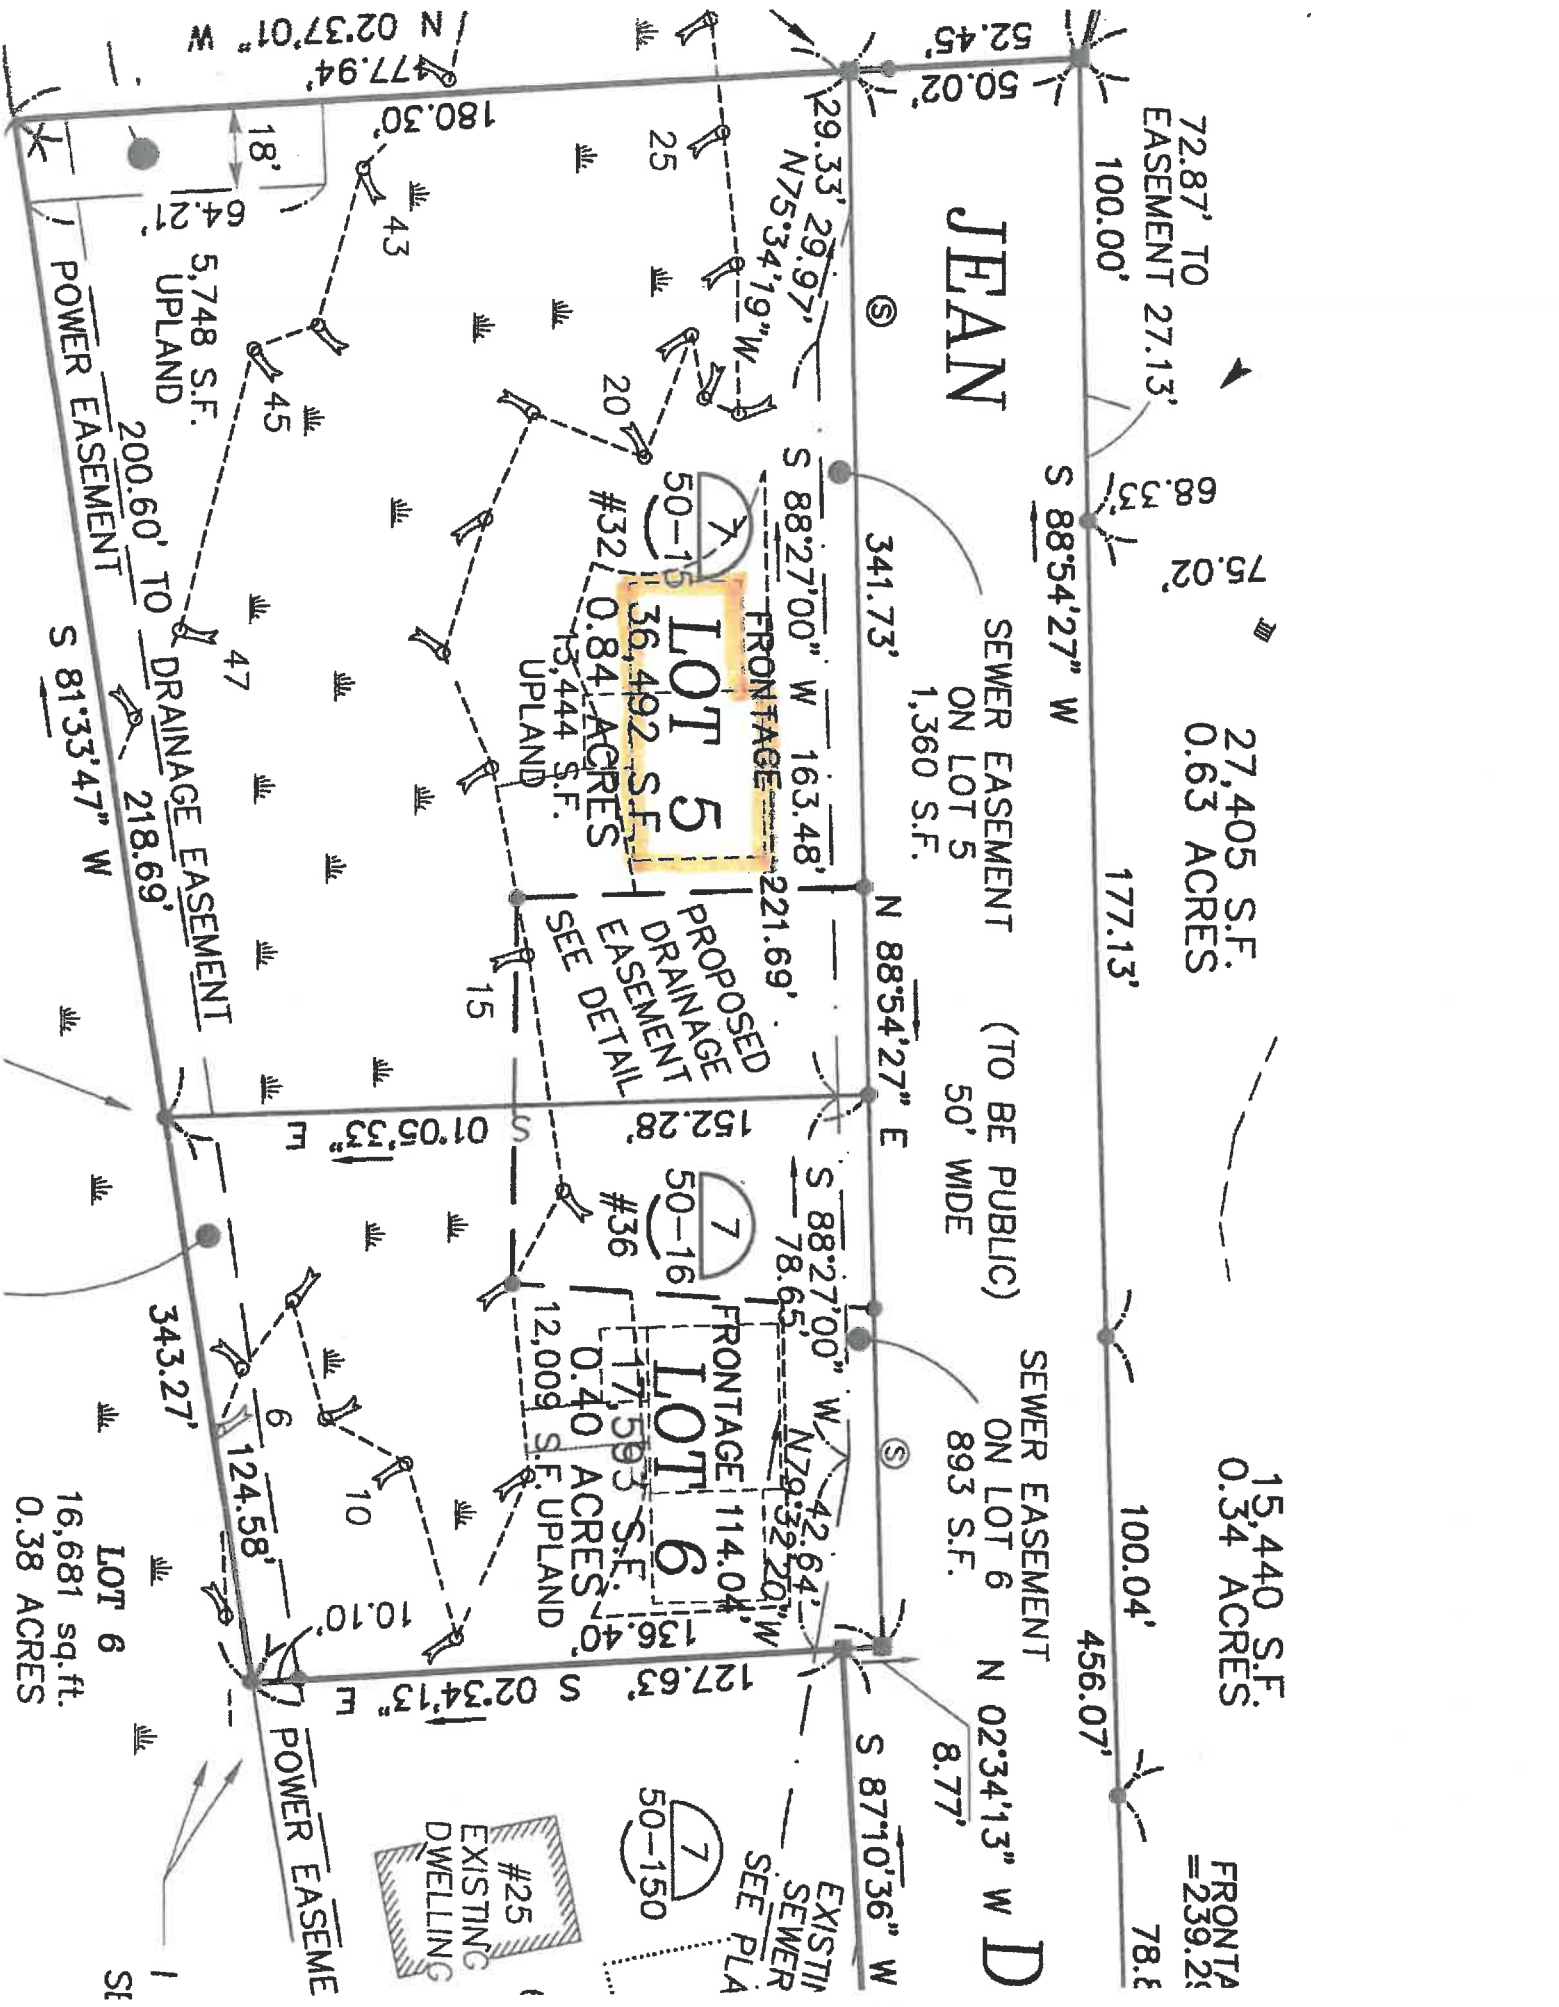 72.87' TO
EASEMENT 27.13'
100.00'
68.33'
75.02'
S 88°54'27" W
27,405 S.F.
0.63 ACRES
177.13'
15,440 S.F.
0.34 ACRES
100.04'
456.07'
=239.2
52.45'
50.02'
JEAN
D
(TO BE PUBLIC)
50' WIDE
SEWER EASEMENT
ON LOT 5
1,360 S.F.
SEWER EASEMENT
ON LOT 6
893 S.F.
N 02°34'13" W
8.77'
S
341.73'
N 88°54'27" E
S
S 87°10'36" W
29.33'
29.97'
N75°34'19"W
S 88°27'00" W 163.48'
FRONTAGE
221.69'
7
50-15
#32
LOT 5
36,492 S.F.
0.84 ACRES
13,444 S.F.
UPLAND
PROPOSED
DRAINAGE
EASEMENT
SEE DETAIL
25
20
15
43
45
47
N 02°37'01" W
477.94'
180.30'
18'
64.21'
5,748 S.F.
UPLAND
POWER EASEMENT
200.60' TO DRAINAGE EASEMENT
S 81°33'47" W
218.69'
152.28'
S
01°05'33" E
S 88°27'00" W
78.65'
42.64'
N79°32'20"W
7
50-16
#36
FRONTAGE 114.04'
LOT 6
17,593 S.F.
0.40 ACRES
12,009 S.F. UPLAND
136.40'
127.63'
S 02°34'13" E
10.10'
6
10
124.58'
343.27'
LOT 6
16,681 sq.ft.
0.38 ACRES
POWER EASEME
7
50-150
#25
EXISTING
DWELLING
SEWER
SEE PLA